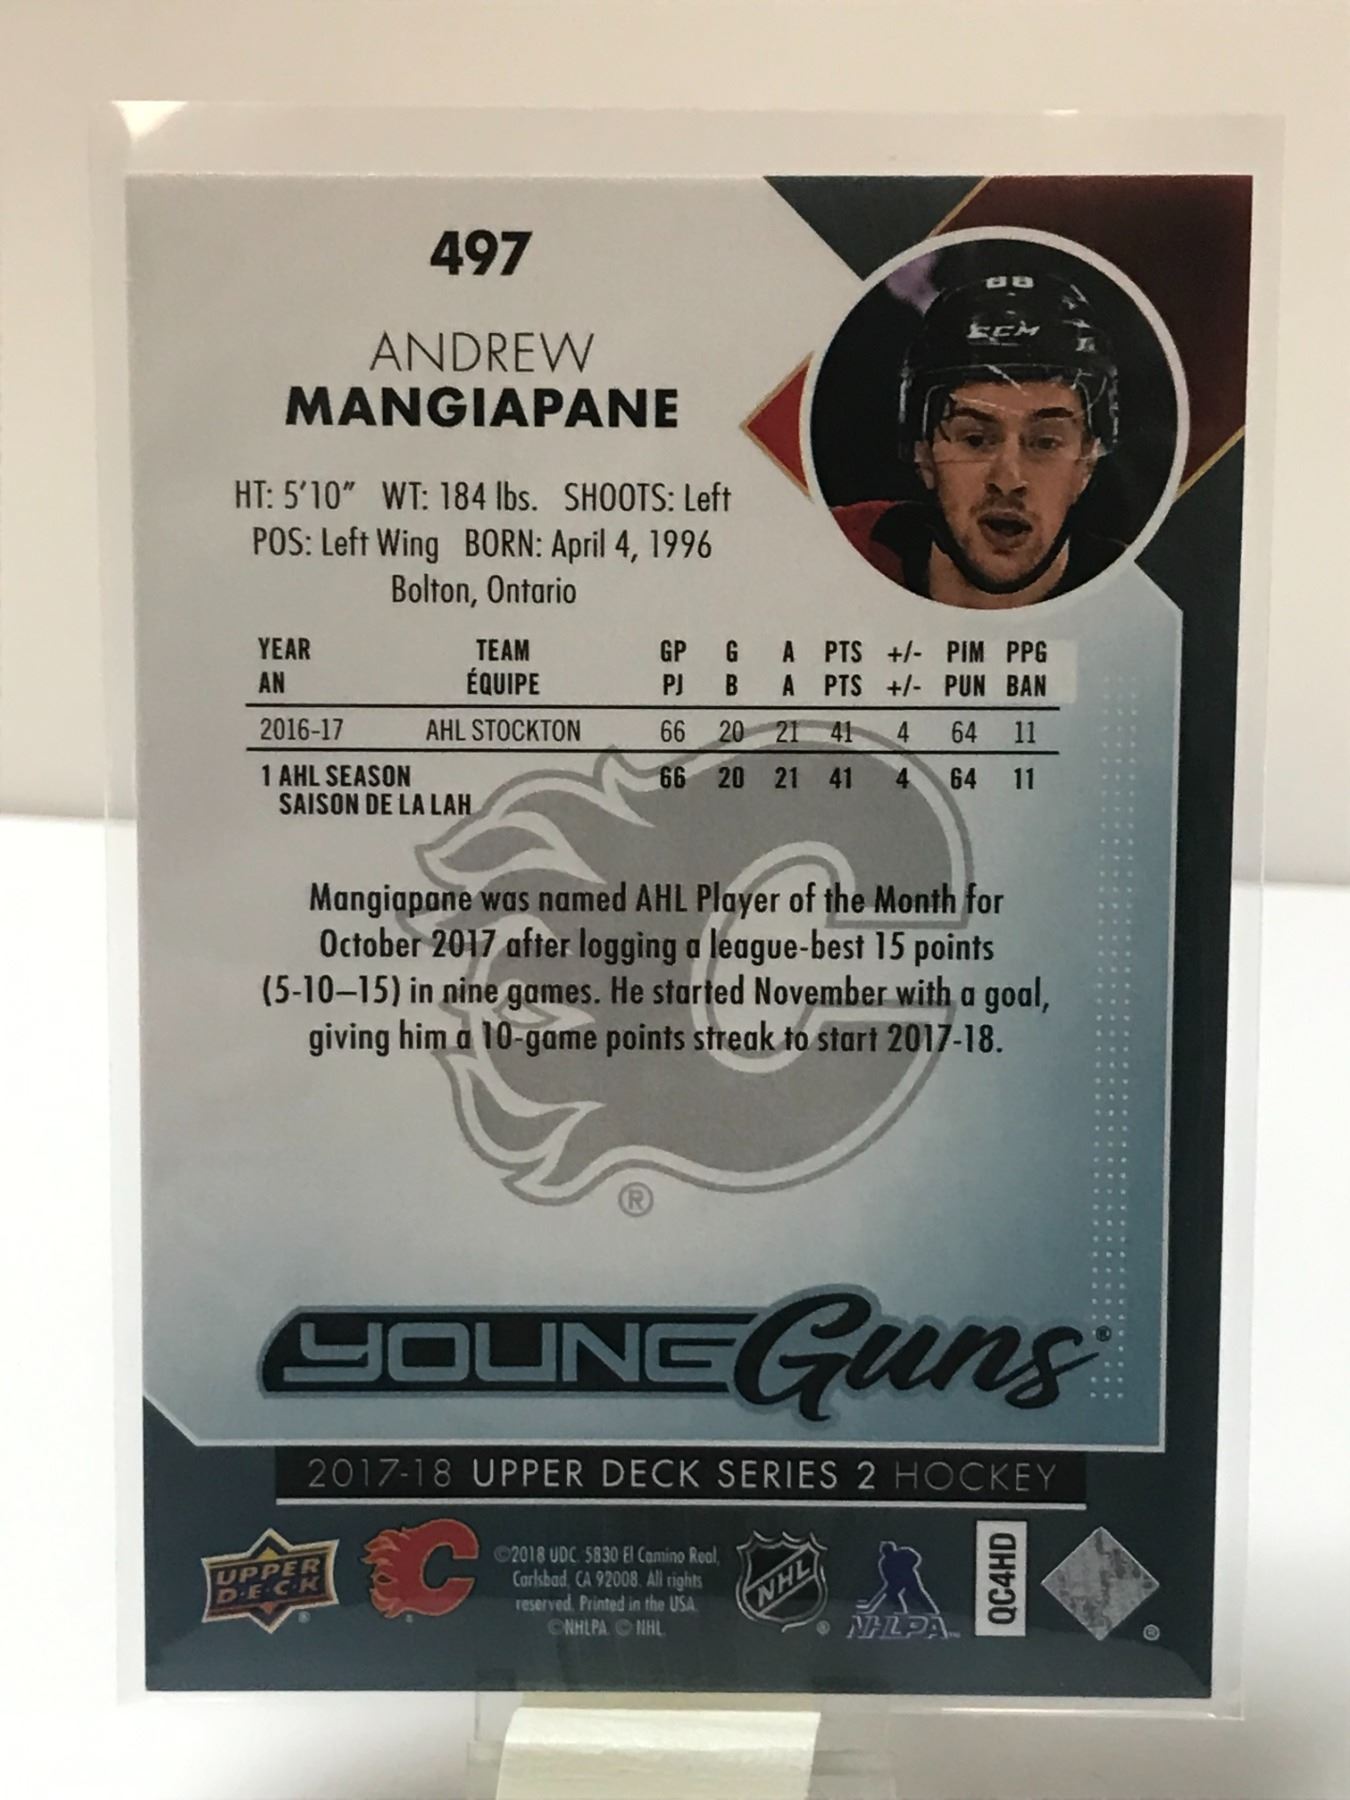 497
88
CCM
ANDREW
MANGIAPANE
HT: 5'10" WT: 184 lbs. SHOOTS: Left
POS: Left Wing BORN: April 4, 1996
Bolton, Ontario
YEAR TEAM GP G A PTS +/- PIM PPG
AN ÉQUIPE PJ B A PTS +/- PUN BAN
2016-17 AHL STOCKTON 66 20 21 41 4 64 11
1 AHL SEASON 66 20 21 41 4 64 11
SAISON DE LA LAH
Mangiapane was named AHL Player of the Month for
October 2017 after logging a league-best 15 points
(5-10–15) in nine games. He started November with a goal,
giving him a 10-game points streak to start 2017-18.
®
YOUNG Guns®
2017-18 UPPER DECK SERIES 2 HOCKEY
UPPER
D·E·C·K
®
C
©2018 UDC. 5830 El Camino Real,
Carlsbad, CA 92008. All rights
reserved. Printed in the USA.
©NHLPA. © NHL.
NHL
®
NHLPA
QC4HD
®